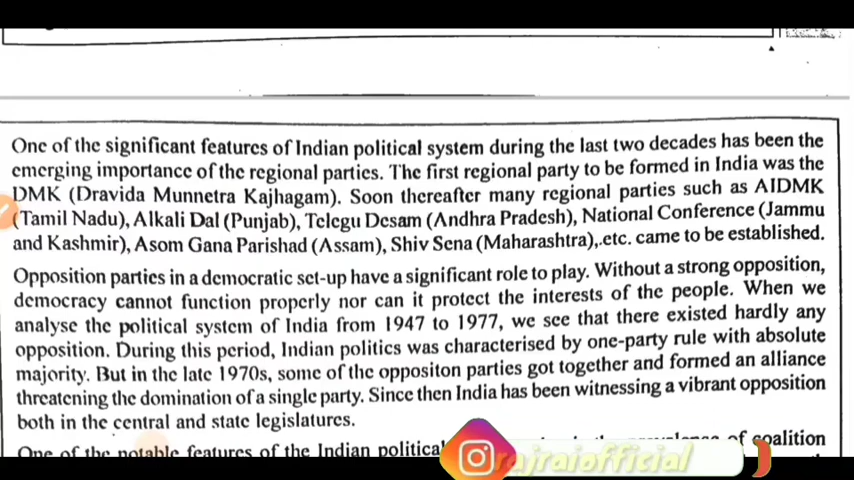 One of the significant features of Indian political system during the last two decades has been the
emerging importance of the regional parties. The first regional party to be formed in India was the
DMK (Dravida Munnetra Kajhagam). Soon thereafter many regional parties such as AIDMK
(Tamil Nadu), Alkali Dal (Punjab), Telegu Desam (Andhra Pradesh), National Conference (Jammu
and Kashmir), Asom Gana Parishad (Assam), Shiv Sena (Maharashtra),.etc. came to be established.
Opposition parties in a democratic set-up have a significant role to play. Without a strong opposition,
democracy cannot function properly nor can it protect the interests of the people. When we
analyse the political system of India from 1947 to 1977, we see that there existed hardly any
opposition. During this period, Indian politics was characterised by one-party rule with absolute
majority. But in the late 1970s, some of the oppositon parties got together and formed an alliance
threatening the domination of a single party. Since then India has been witnessing a vibrant opposition
both in the central and state legislatures.
One of the notable features of the Indian political of coalition
rajraiofficial